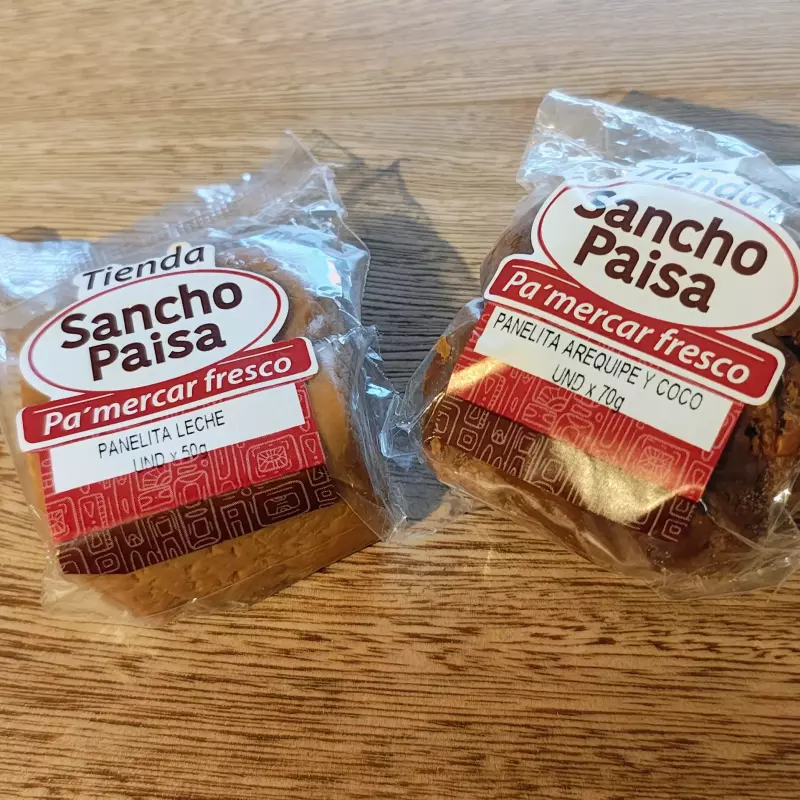 Tienda
Sancho
Paisa
Pa´mercar fresco
PANELITA LECHE
UND x 50g
Tienda
Sancho
Paisa
Pa´mercar fresco
PANELITA AREQUIPE Y COCO
UND x 70g